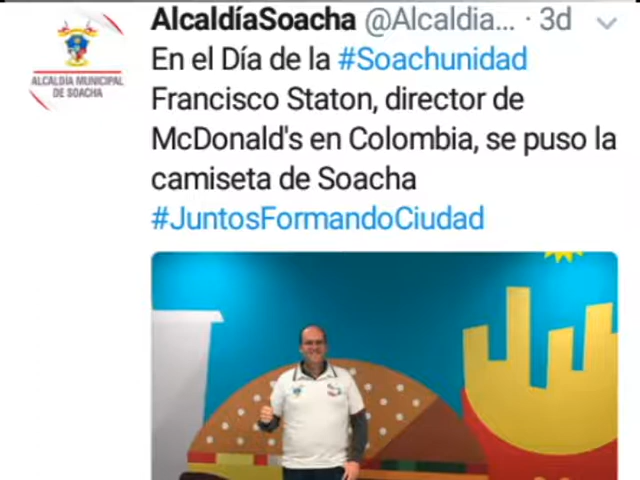 AlcaldíaSoacha @Alcaldia... · 3d
ALCALDIA MUNICIPAL
DE SOACHA
En el Día de la #Soachunidad
Francisco Staton, director de
McDonald's en Colombia, se puso la
camiseta de Soacha
#JuntosFormandoCiudad